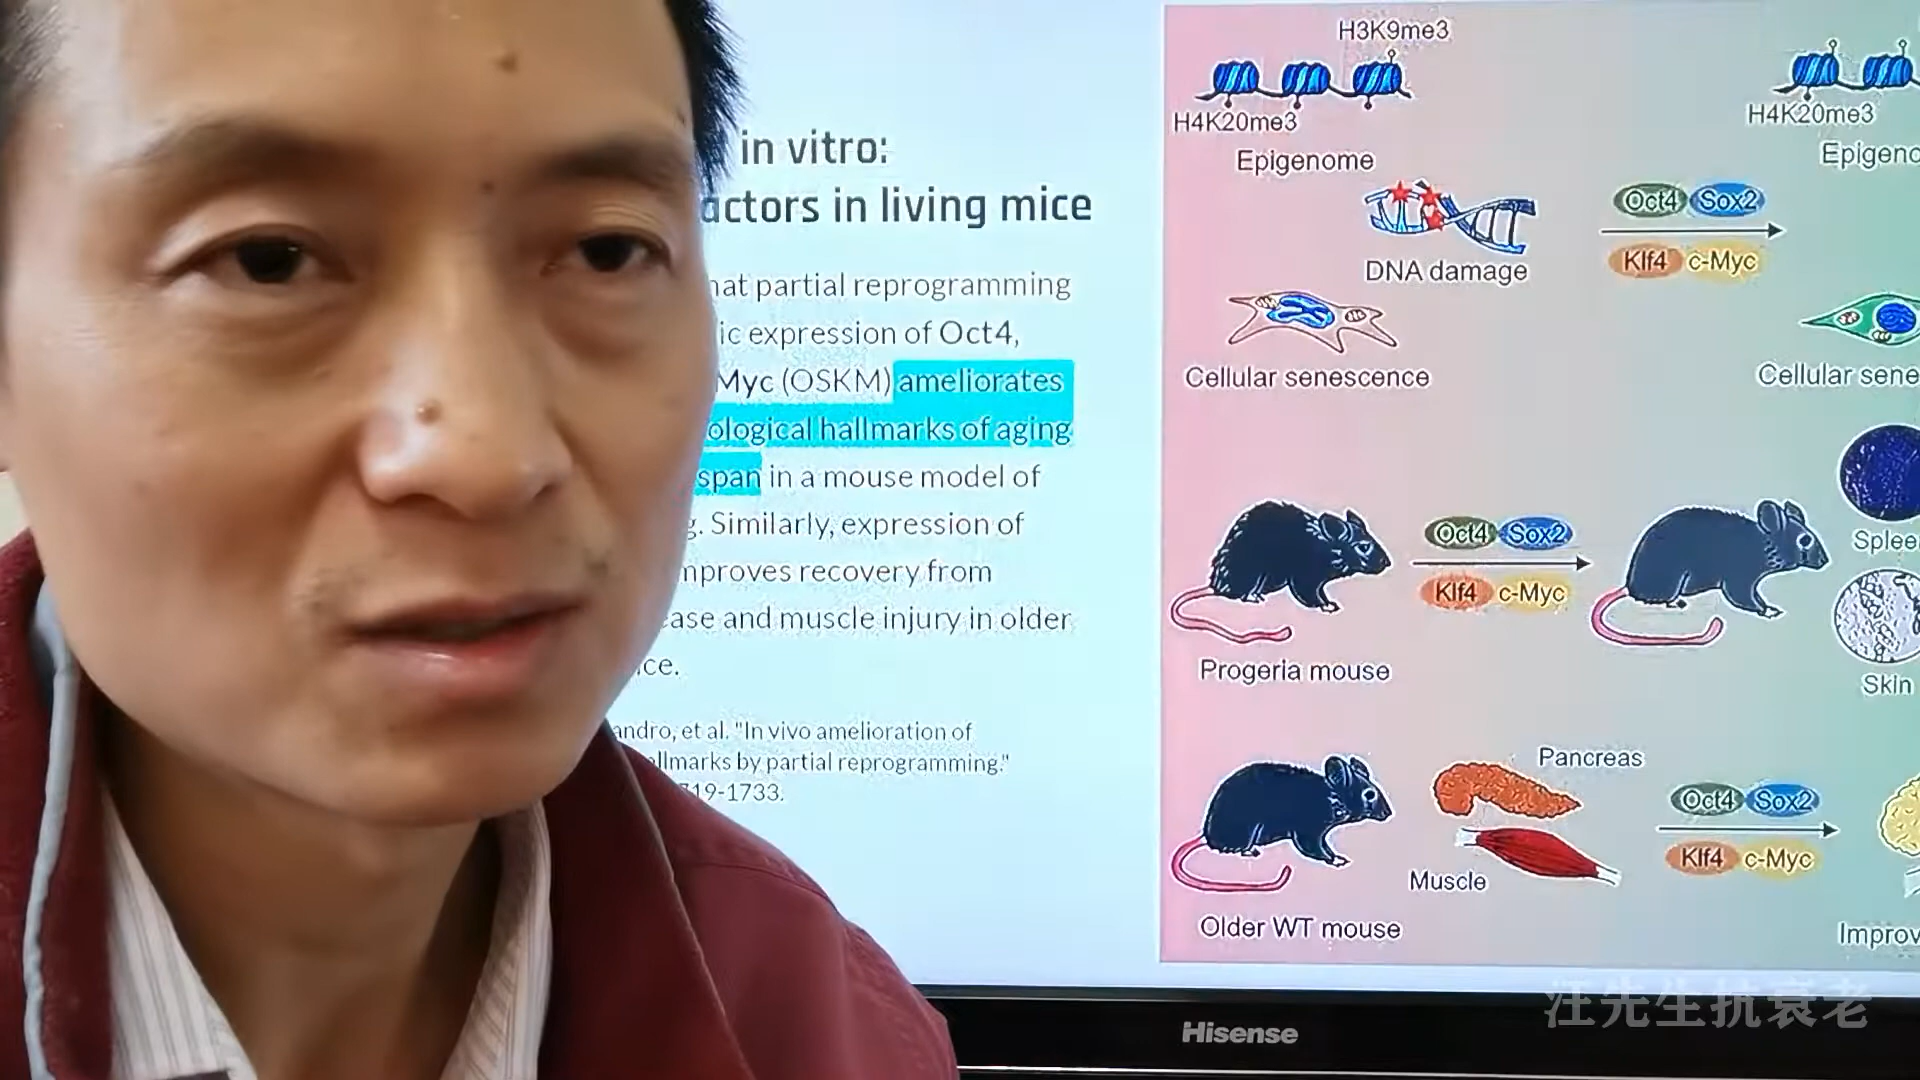 in vitro:
actors in living mice
hat partial reprogramming
ic expression of Oct4,
Myc (OSKM) ameliorates
ological hallmarks of aging
span in a mouse model of
g. Similarly, expression of
mproves recovery from
ease and muscle injury in older
ice.
andro, et al. "In vivo amelioration of
allmarks by partial reprogramming."
719-1733.
H3K9me3
H4K20me3
Epigenome
H4K20me3
Epigeno
DNA damage
Oct4 Sox2
Klf4 c-Myc
Cellular senescence
Cellular sene
Oct4 Sox2
Klf4 c-Myc
Progeria mouse
Splee
Skin
Pancreas
Muscle
Oct4 Sox2
Klf4 c-Myc
Older WT mouse
Improv
汪先生抗衰老
Hisense